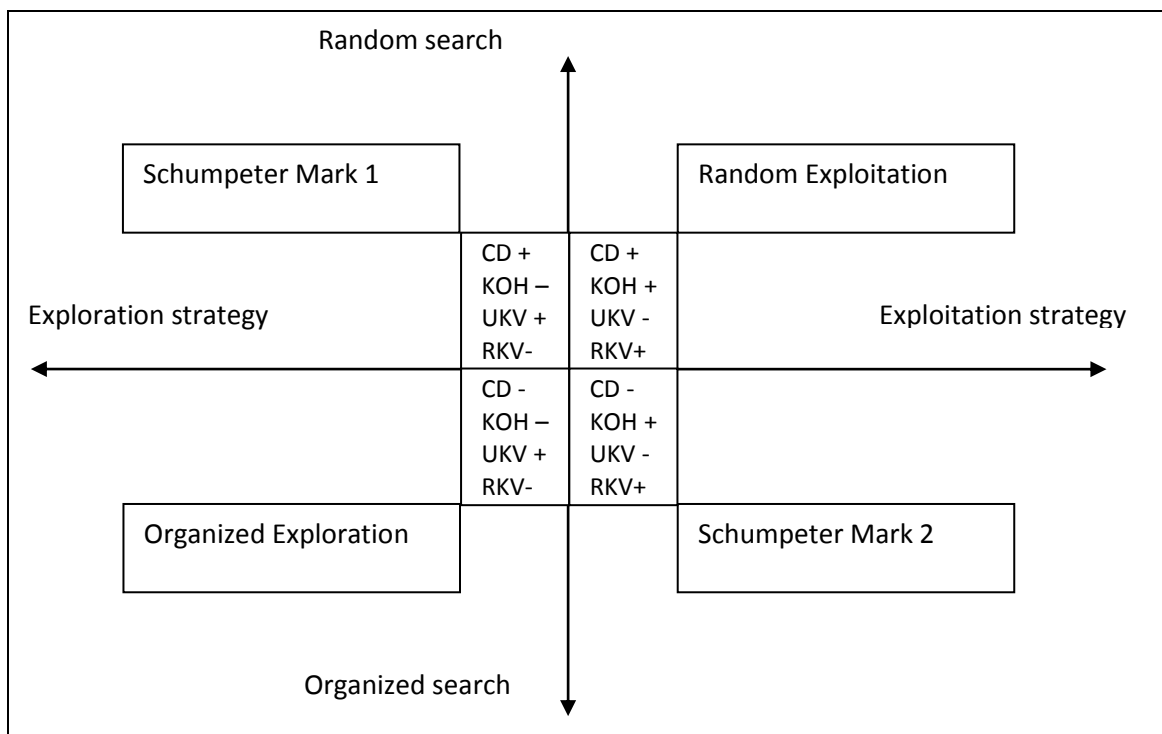 Random search
Schumpeter Mark 1
Random Exploitation
CD +
KOH –
UKV +
RKV-
CD +
KOH +
UKV -
RKV+
Exploration strategy
Exploitation strategy
CD -
KOH –
UKV +
RKV-
CD -
KOH +
UKV -
RKV+
Organized Exploration
Schumpeter Mark 2
Organized search